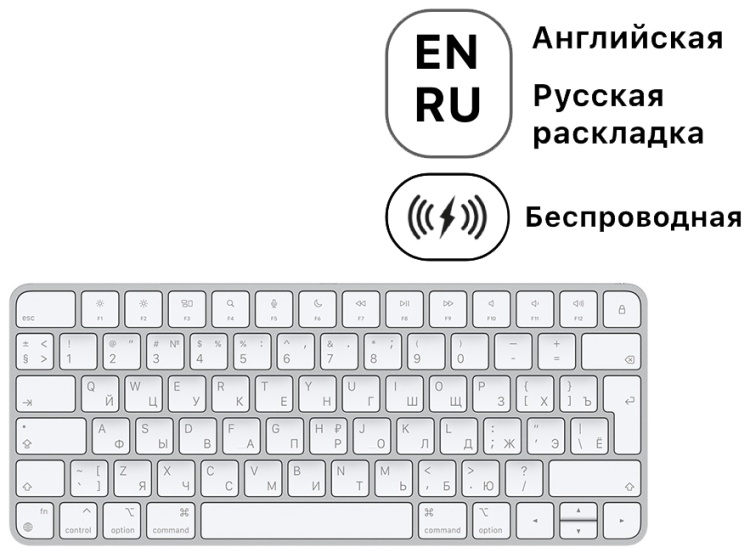 EN
RU
Английская
Русская
раскладка
Беспроводная
esc F1 F2 F3 F4 F5 F6 F7 F8 F9 F10 F11 F12
± < § > ! 1 @ " 2 # № 3 $ % 4 % : 5 ^ , 6 & . 7 * ; 8 ( 9 ) 0 _ - + =
Q Й W Ц E У R К T Е Y Н U Г I Ш O Щ P З { [ Х } ] Ъ
A Ф S Ы D В F А G П H ₽ Р J О K Л L Д : ; Ж " ' Э | \ Ё
~ [ ` ] Z Я X Ч C С V М B И N Т M Ь < , Б > . Ю ? /
fn control option command command option